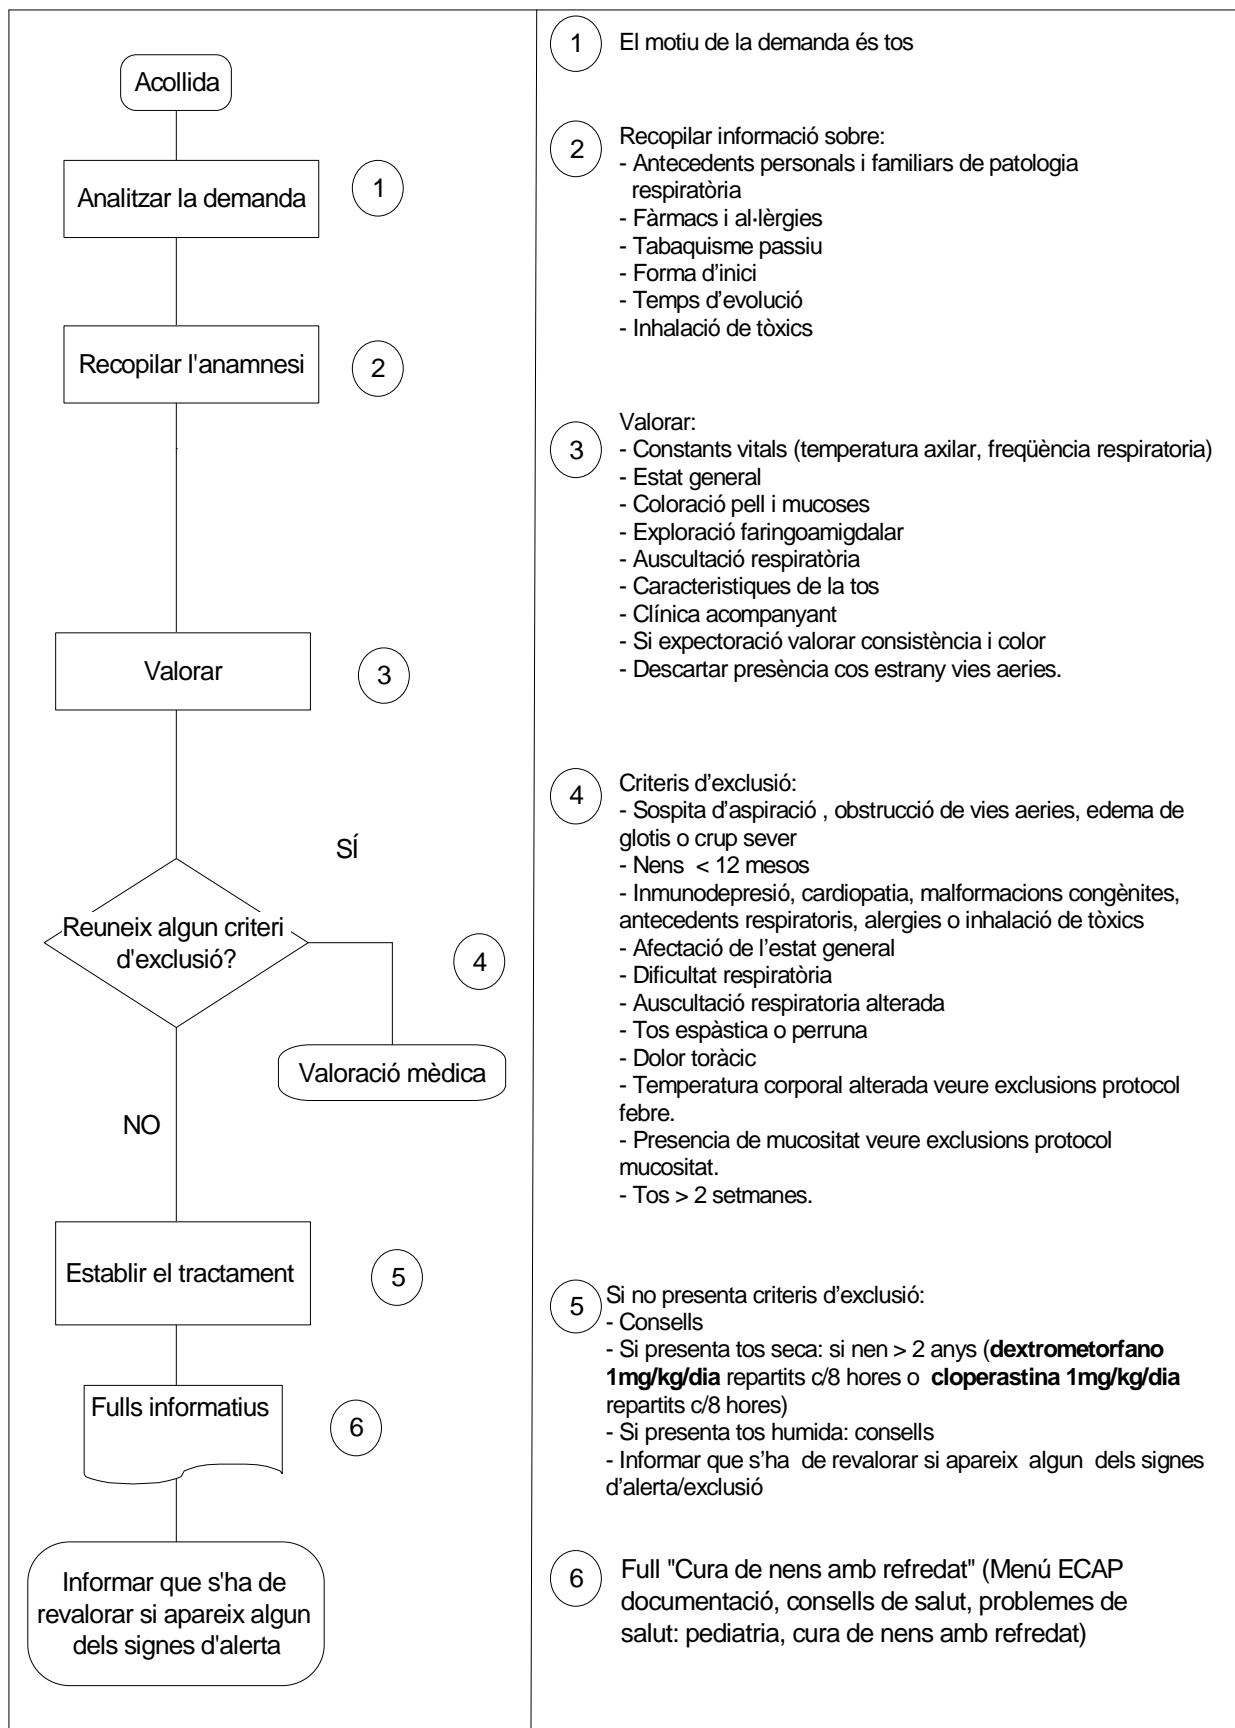 Acollida
Analitzar la demanda
1
Recopilar l'anamnesi
2
Valorar
3
SÍ
Reuneix algun criteri
d'exclusió?
4
Valoració mèdica
NO
Establir el tractament
5
Fulls informatius
6
Informar que s'ha de
revalorar si apareix algun
dels signes d'alerta
1
El motiu de la demanda és tos
2
Recopilar informació sobre:
- Antecedents personals i familiars de patologia
respiratòria
- Fàrmacs i al·lèrgies
- Tabaquisme passiu
- Forma d’inici
- Temps d’evolució
- Inhalació de tòxics
3
Valorar:
- Constants vitals (temperatura axilar, freqüència respiratoria)
- Estat general
- Coloració pell i mucoses
- Exploració faringoamigdalar
- Auscultació respiratòria
- Caracteristiques de la tos
- Clínica acompanyant
- Si expectoració valorar consistència i color
- Descartar presència cos estrany vies aeries.
4
Criteris d’exclusió:
- Sospita d’aspiració , obstrucció de vies aeries, edema de
glotis o crup sever
- Nens < 12 mesos
- Inmunodepresió, cardiopatia, malformacions congènites,
antecedents respiratoris, alergies o inhalació de tòxics
- Afectació de l’estat general
- Dificultat respiratòria
- Auscultació respiratoria alterada
- Tos espàstica o perruna
- Dolor toràcic
- Temperatura corporal alterada veure exclusions protocol
febre.
- Presencia de mucositat veure exclusions protocol
mucositat.
- Tos > 2 setmanes.
5
Si no presenta criteris d’exclusió:
- Consells
- Si presenta tos seca: si nen > 2 anys (dextrometorfano
1mg/kg/dia repartits c/8 hores o cloperastina 1mg/kg/dia
repartits c/8 hores)
- Si presenta tos humida: consells
- Informar que s’ha de revalorar si apareix algun dels signes
d’alerta/exclusió
6
Full "Cura de nens amb refredat" (Menú ECAP
documentació, consells de salut, problemes de
salut: pediatria, cura de nens amb refredat)